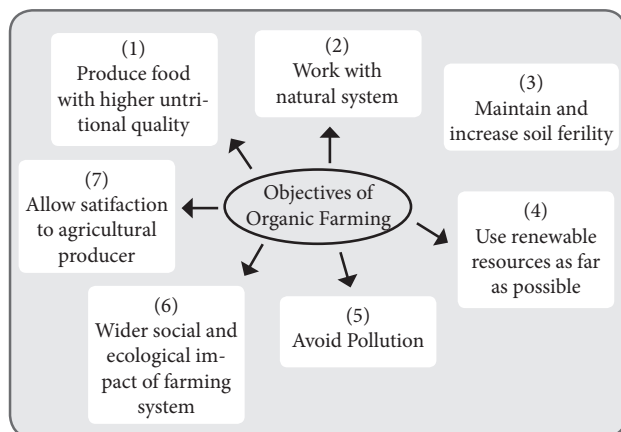 (1)
Produce food
with higher untri-
tional quality
(2)
Work with
natural system
(3)
Maintain and
increase soil ferility
(7)
Allow satifaction
to agricultural
producer
Objectives of
Organic Farming
(4)
Use renewable
resources as far
as possible
(6)
Wider social and
ecological im-
pact of farming
system
(5)
Avoid Pollution